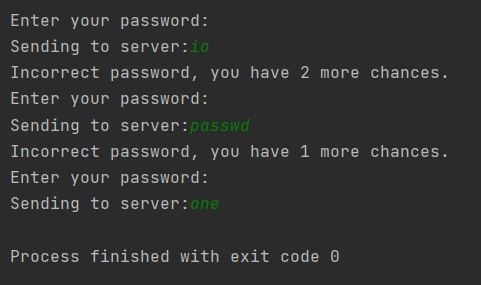 Enter your password:
Sending to server:io
Incorrect password, you have 2 more chances.
Enter your password:
Sending to server:passwd
Incorrect password, you have 1 more chances.
Enter your password:
Sending to server:one
Process finished with exit code 0